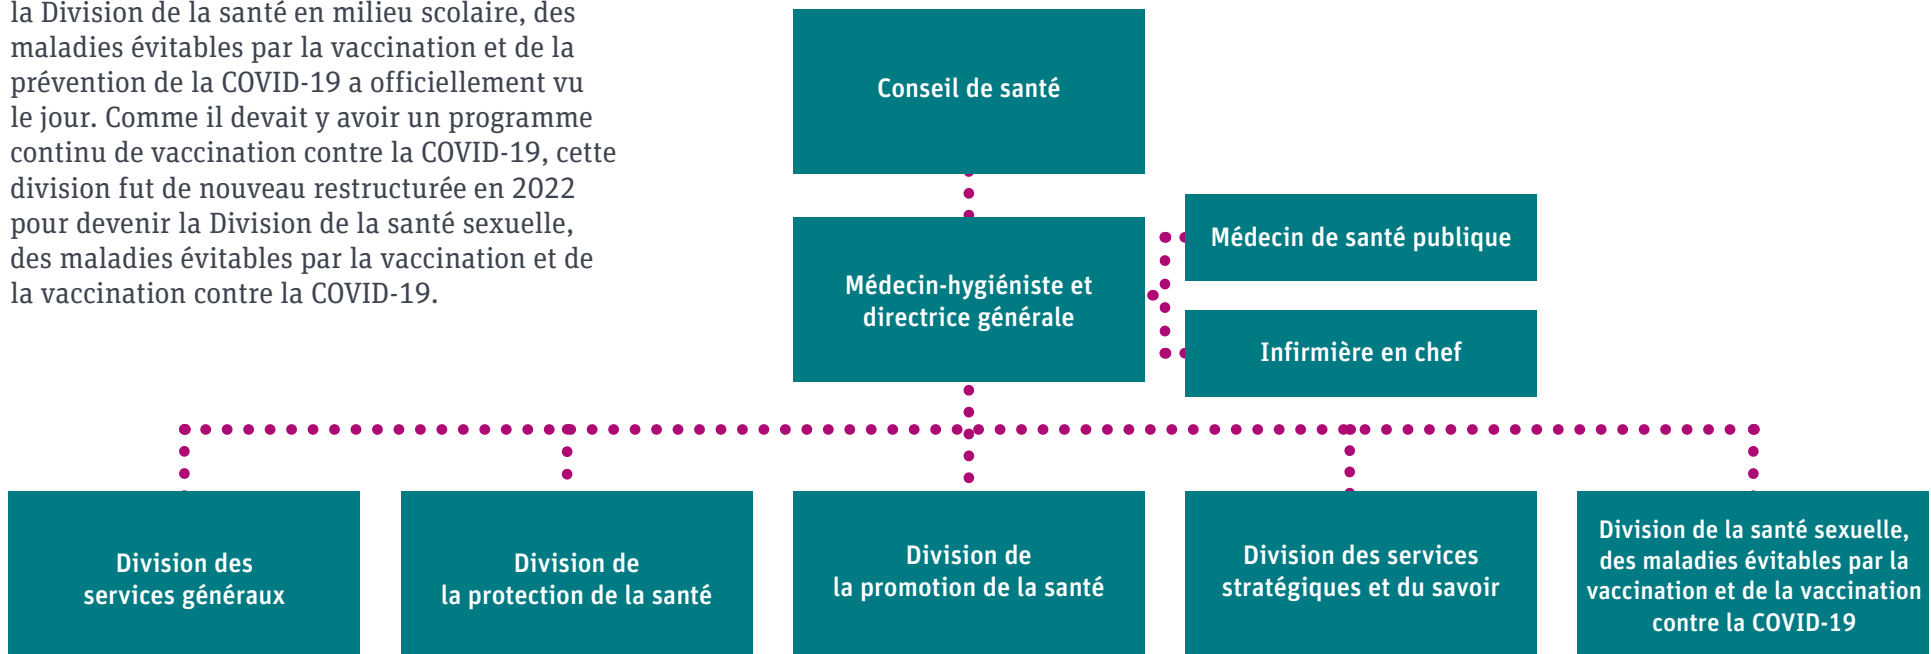 la Division de la santé en milieu scolaire, des
maladies évitables par la vaccination et de la
prévention de la COVID-19 a officiellement vu
le jour. Comme il devait y avoir un programme
continu de vaccination contre la COVID-19, cette
division fut de nouveau restructurée en 2022
pour devenir la Division de la santé sexuelle,
des maladies évitables par la vaccination et de
la vaccination contre la COVID-19.
Conseil de santé
Médecin-hygiéniste et
directrice générale
Médecin de santé publique
Infirmière en chef
Division des
services généraux
Division de
la protection de la santé
Division de
la promotion de la santé
Division des services
stratégiques et du savoir
Division de la santé sexuelle,
des maladies évitables par la
vaccination et de la vaccination
contre la COVID-19